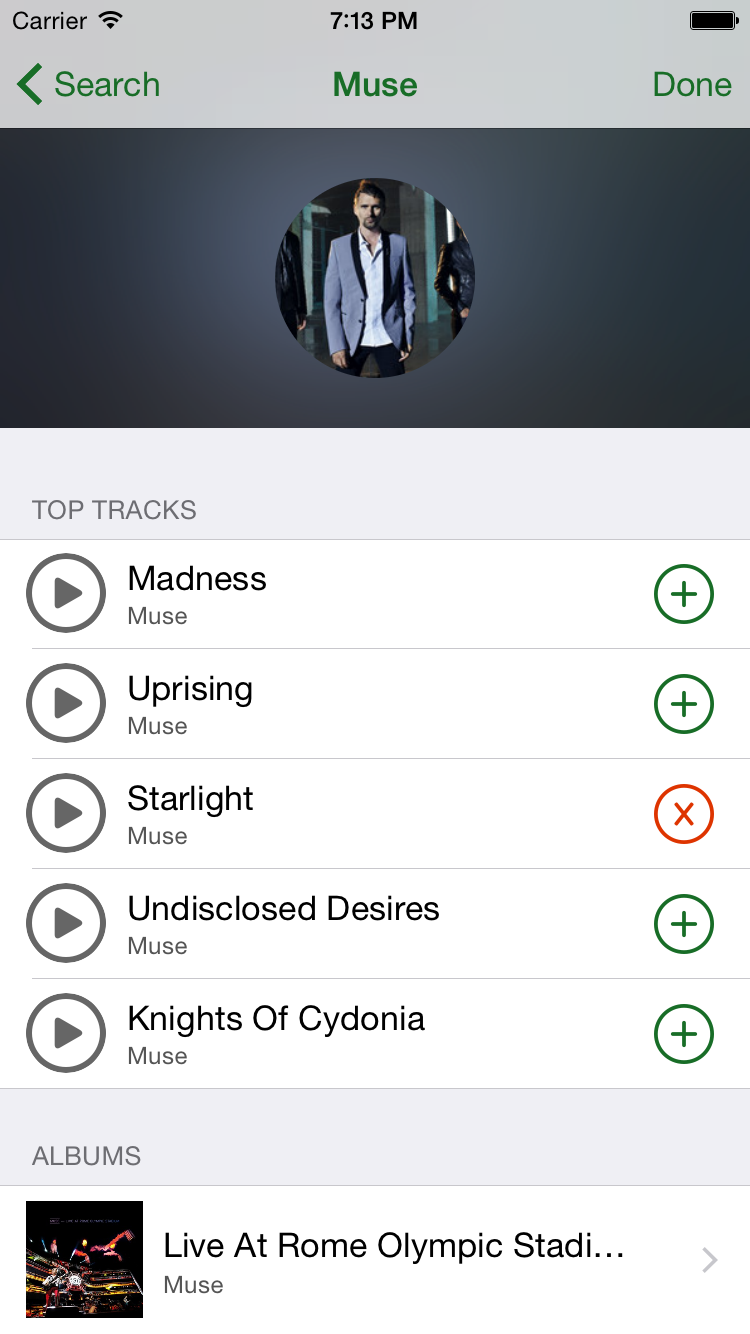 Carrier 7:13 PM
Search Muse Done
TOP TRACKS
Madness
Muse
Uprising
Muse
Starlight
Muse
Undisclosed Desires
Muse
Knights Of Cydonia
Muse
ALBUMS
Live At Rome Olympic Stadi...
Muse